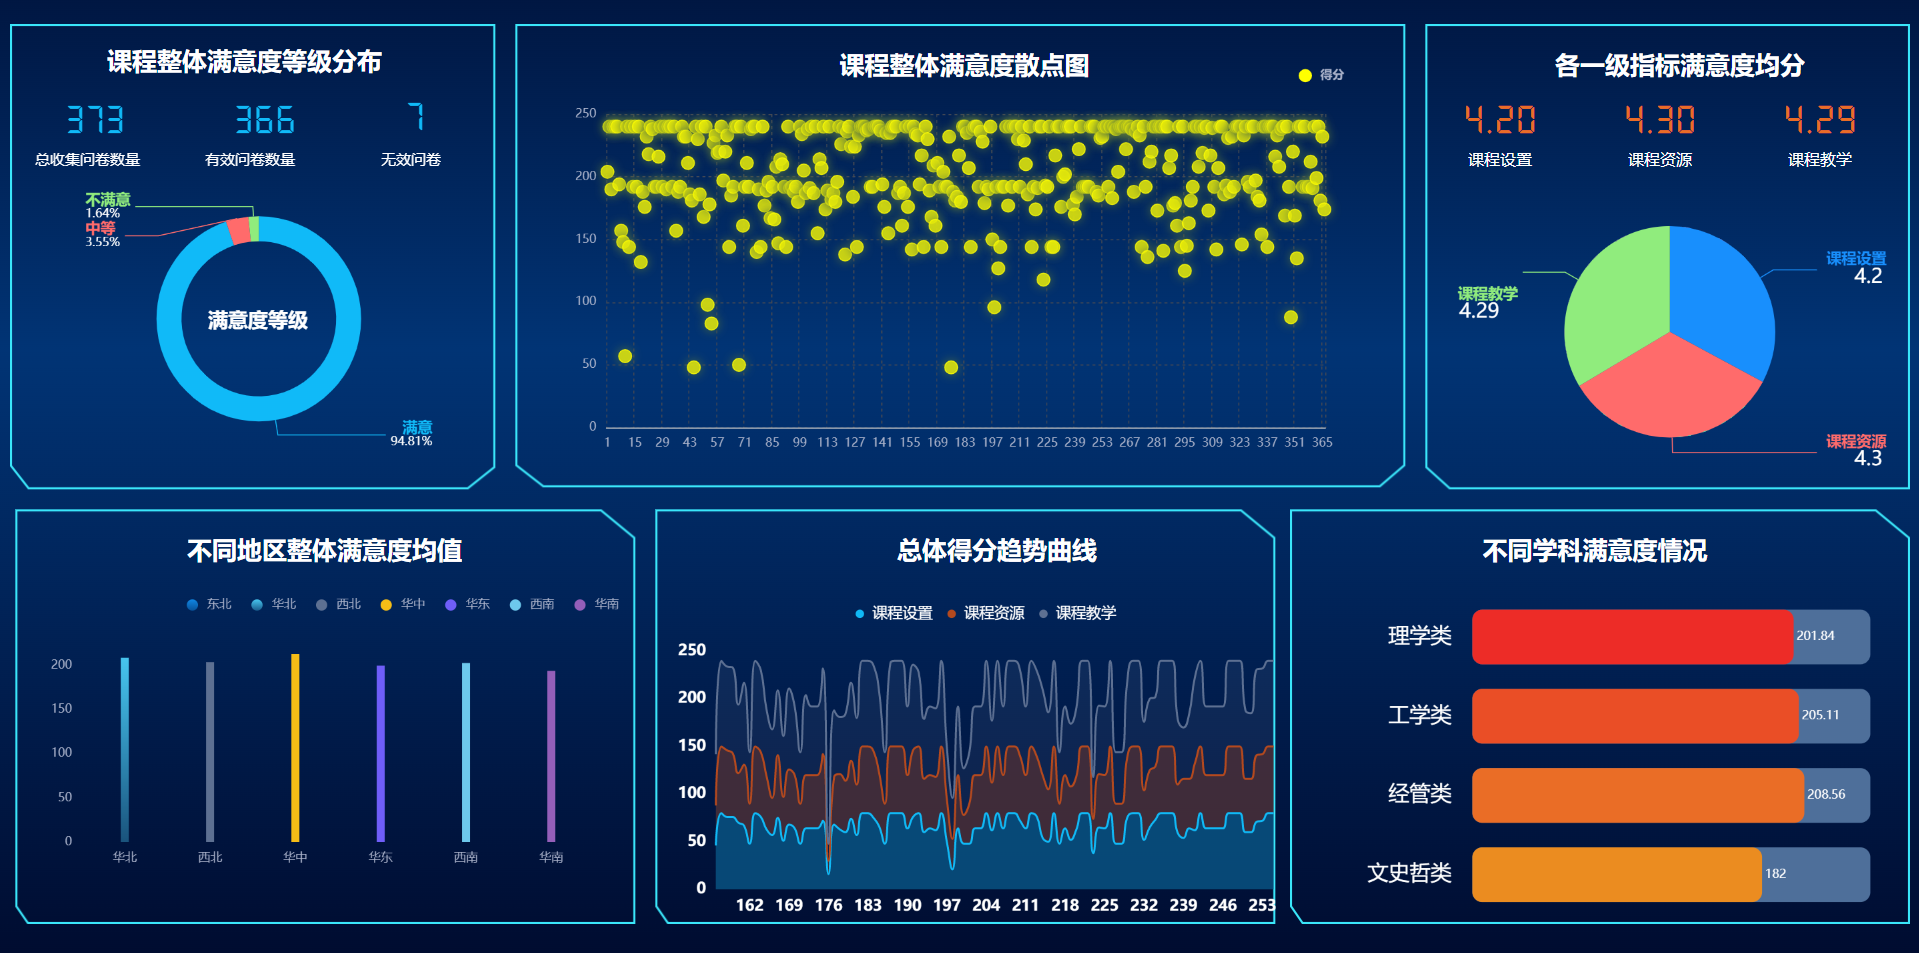 课程整体满意度等级分布
373 366 7
总收集问卷数量 有效问卷数量 无效问卷
不满意
1.64%
中等
3.55%
满意度等级
满意
94.81%
课程整体满意度散点图
得分
250
200
150
100
50
0
1 15 29 43 57 71 85 99 113 127 141 155 169 183 197 211 225 239 253 267 281 295 309 323 337 351 365
各一级指标满意度均分
4.20 4.30 4.29
课程设置 课程资源 课程教学
课程设置
4.2
课程教学
4.29
课程资源
4.3
不同地区整体满意度均值
东北 华北 西北 华中 华东 西南 华南
200
150
100
50
0
华北 西北 华中 华东 西南 华南
总体得分趋势曲线
课程设置 课程资源 课程教学
250
200
150
100
50
0
162 169 176 183 190 197 204 211 218 225 232 239 246 253
不同学科满意度情况
理学类 201.84
工学类 205.11
经管类 208.56
文史哲类 182